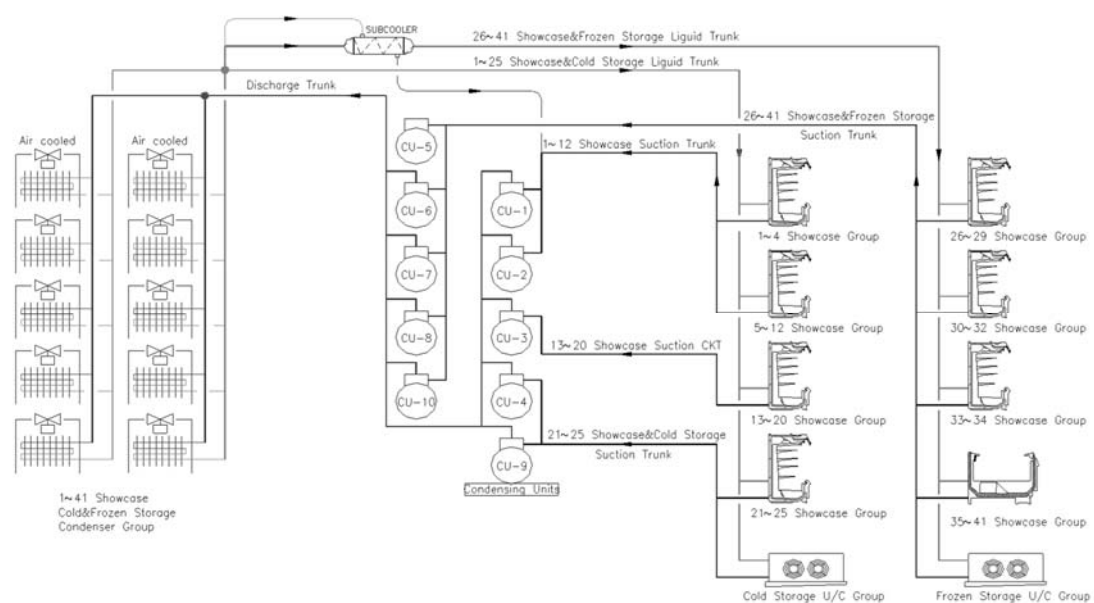 SUBCOOLER
26~41 Showcase&Frozen Storage Liquid Trunk
1~25 Showcase&Cold Storage Liquid Trunk
Discharge Trunk
26~41 Showcase&Frozen Storage
Suction Trunk
1~12 Showcase Suction Trunk
Air cooled
Air cooled
CU-5
CU-6
CU-1
CU-7
CU-2
CU-8
CU-3
CU-10
CU-4
CU-9
Condensing Units
13~20 Showcase Suction CKT
21~25 Showcase&Cold Storage
Suction Trunk
1~4 Showcase Group
26~29 Showcase Group
5~12 Showcase Group
30~32 Showcase Group
13~20 Showcase Group
33~34 Showcase Group
21~25 Showcase Group
35~41 Showcase Group
1~41 Showcase
Cold&Frozen Storage
Condenser Group
Cold Storage U/C Group
Frozen Storage U/C Group